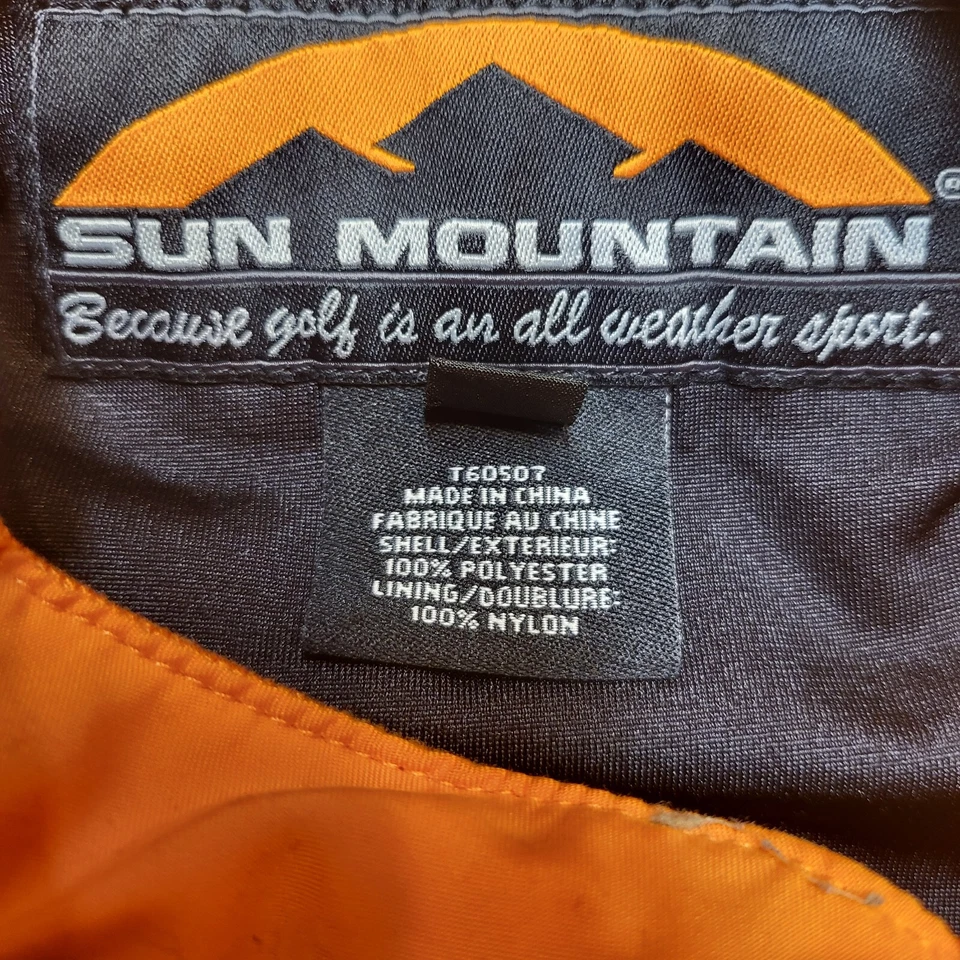 ®
SUN MOUNTAIN
Because golf is an all weather sport.
T60507
MADE IN CHINA
FABRIQUE AU CHINE
SHELL/EXTERIEUR:
100% POLYESTER
LINING/DOUBLURE:
100% NYLON